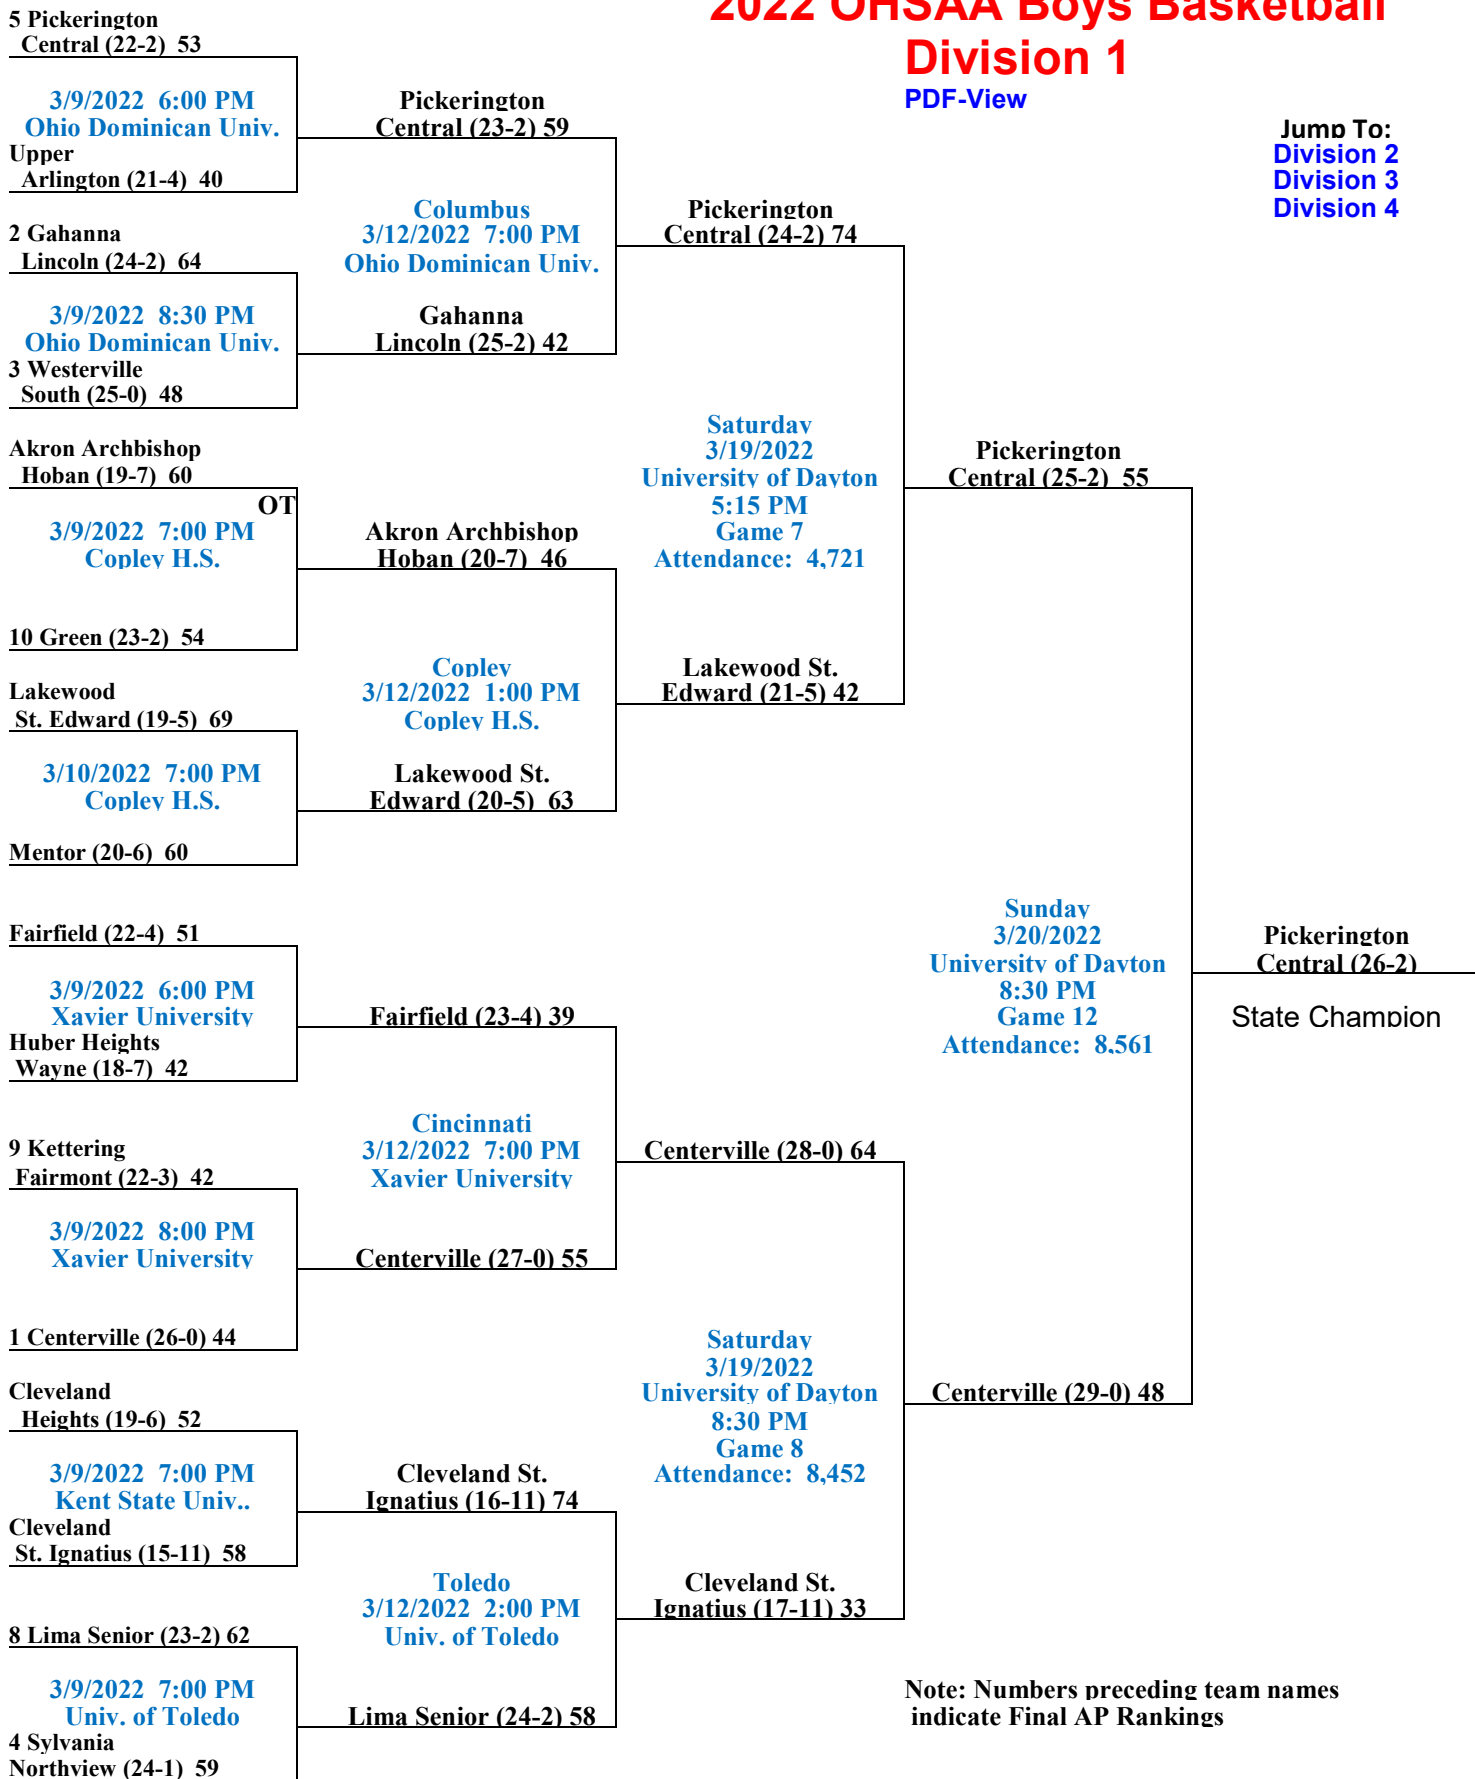 2022 OHSAA Boys Basketball
Division 1
PDF-View
Jump To:
Division 2
Division 3
Division 4
5 Pickerington
Central (22-2) 53
3/9/2022 6:00 PM
Ohio Dominican Univ.
Upper
Arlington (21-4) 40
2 Gahanna
Lincoln (24-2) 64
3/9/2022 8:30 PM
Ohio Dominican Univ.
3 Westerville
South (25-0) 48
Akron Archbishop
Hoban (19-7) 60
OT
3/9/2022 7:00 PM
Copley H.S.
10 Green (23-2) 54
Lakewood
St. Edward (19-5) 69
3/10/2022 7:00 PM
Copley H.S.
Mentor (20-6) 60
Fairfield (22-4) 51
3/9/2022 6:00 PM
Xavier University
Huber Heights
Wayne (18-7) 42
9 Kettering
Fairmont (22-3) 42
3/9/2022 8:00 PM
Xavier University
1 Centerville (26-0) 44
Cleveland
Heights (19-6) 52
3/9/2022 7:00 PM
Kent State Univ..
Cleveland
St. Ignatius (15-11) 58
8 Lima Senior (23-2) 62
3/9/2022 7:00 PM
Univ. of Toledo
4 Sylvania
Northview (24-1) 59
Pickerington
Central (23-2) 59
Columbus
3/12/2022 7:00 PM
Ohio Dominican Univ.
Gahanna
Lincoln (25-2) 42
Akron Archbishop
Hoban (20-7) 46
Copley
3/12/2022 1:00 PM
Copley H.S.
Lakewood St.
Edward (20-5) 63
Fairfield (23-4) 39
Cincinnati
3/12/2022 7:00 PM
Xavier University
Centerville (27-0) 55
Cleveland St.
Ignatius (16-11) 74
Toledo
3/12/2022 2:00 PM
Univ. of Toledo
Lima Senior (24-2) 58
Pickerington
Central (24-2) 74
Saturday
3/19/2022
University of Dayton
5:15 PM
Game 7
Attendance: 4,721
Lakewood St.
Edward (21-5) 42
Centerville (28-0) 64
Saturday
3/19/2022
University of Dayton
8:30 PM
Game 8
Attendance: 8,452
Cleveland St.
Ignatius (17-11) 33
Pickerington
Central (25-2) 55
Sunday
3/20/2022
University of Dayton
8:30 PM
Game 12
Attendance: 8,561
Centerville (29-0) 48
Pickerington
Central (26-2)
State Champion
Note: Numbers preceding team names
indicate Final AP Rankings